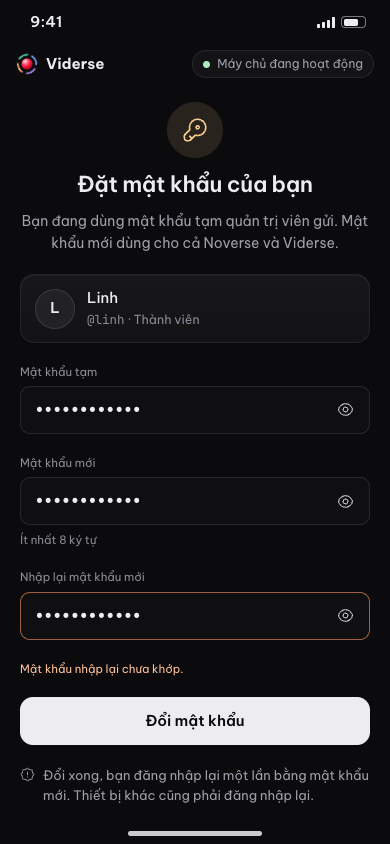 9:41
Viderse
Máy chủ đang hoạt động
Đặt mật khẩu của bạn
Bạn đang dùng mật khẩu tạm quản trị viên gửi. Mật
khẩu mới dùng cho cả Noverse và Viderse.
L
Linh
@linh · Thành viên
Mật khẩu tạm
••••••••••••
Mật khẩu mới
••••••••••••
Ít nhất 8 ký tự
Nhập lại mật khẩu mới
••••••••••••
Mật khẩu nhập lại chưa khớp.
Đổi mật khẩu
Đổi xong, bạn đăng nhập lại một lần bằng mật khẩu
mới. Thiết bị khác cũng phải đăng nhập lại.